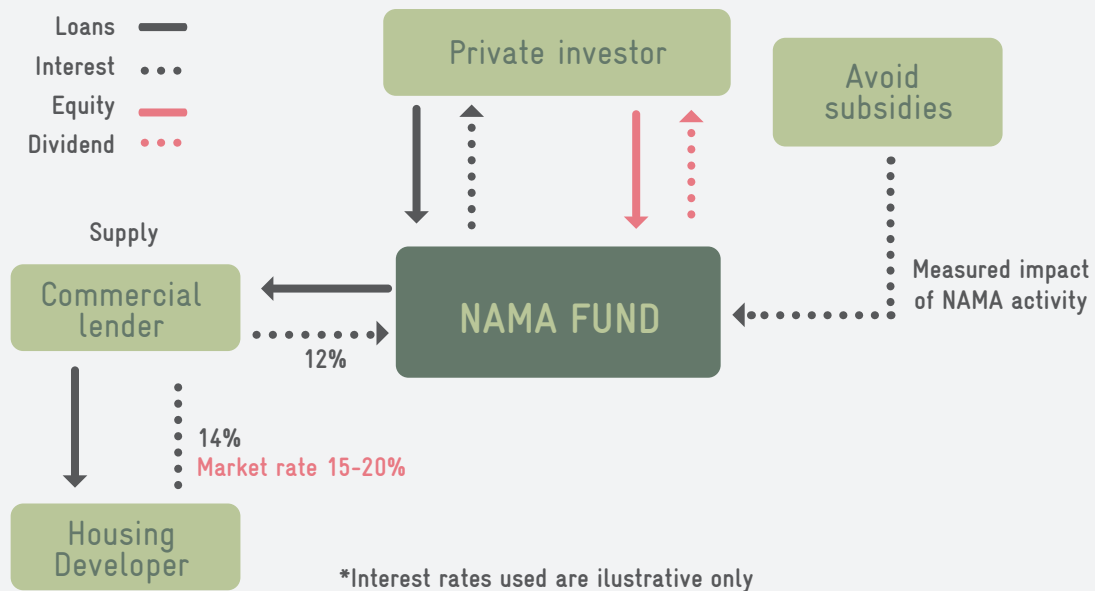 Loans
Interest
Equity
Dividend
Private investor
Avoid
subsidies
Supply
Commercial
lender
NAMA FUND
Measured impact
of NAMA activity
12%
14%
Market rate 15-20%
Housing
Developer
*Interest rates used are ilustrative only